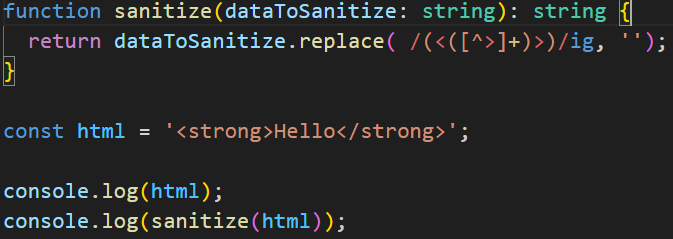 function sanitize(dataToSanitize: string): string {
  return dataToSanitize.replace( /(<([^>]+)>)/ig, '');
}
const html = '<strong>Hello</strong>';
console.log(html);
console.log(sanitize(html));